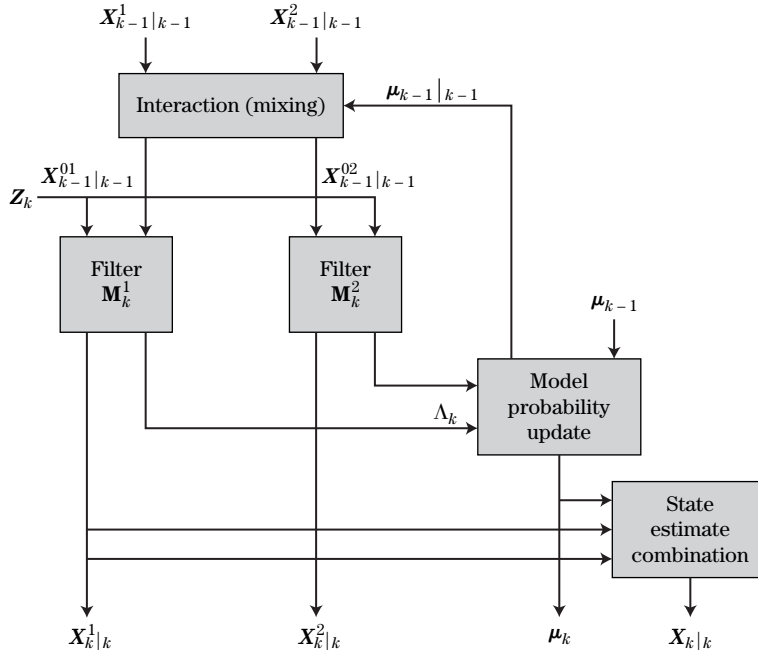 X^1_{k-1|k-1} X^2_{k-1|k-1}
Interaction (mixing)
μ_{k-1|k-1}
X^{01}_{k-1|k-1} X^{02}_{k-1|k-1}
Z_k
Filter
M^1_k
Filter
M^2_k
μ_{k-1}
Model
probability
update
Λ_k
State
estimate
combination
X^1_{k|k} X^2_{k|k} μ_k X_{k|k}